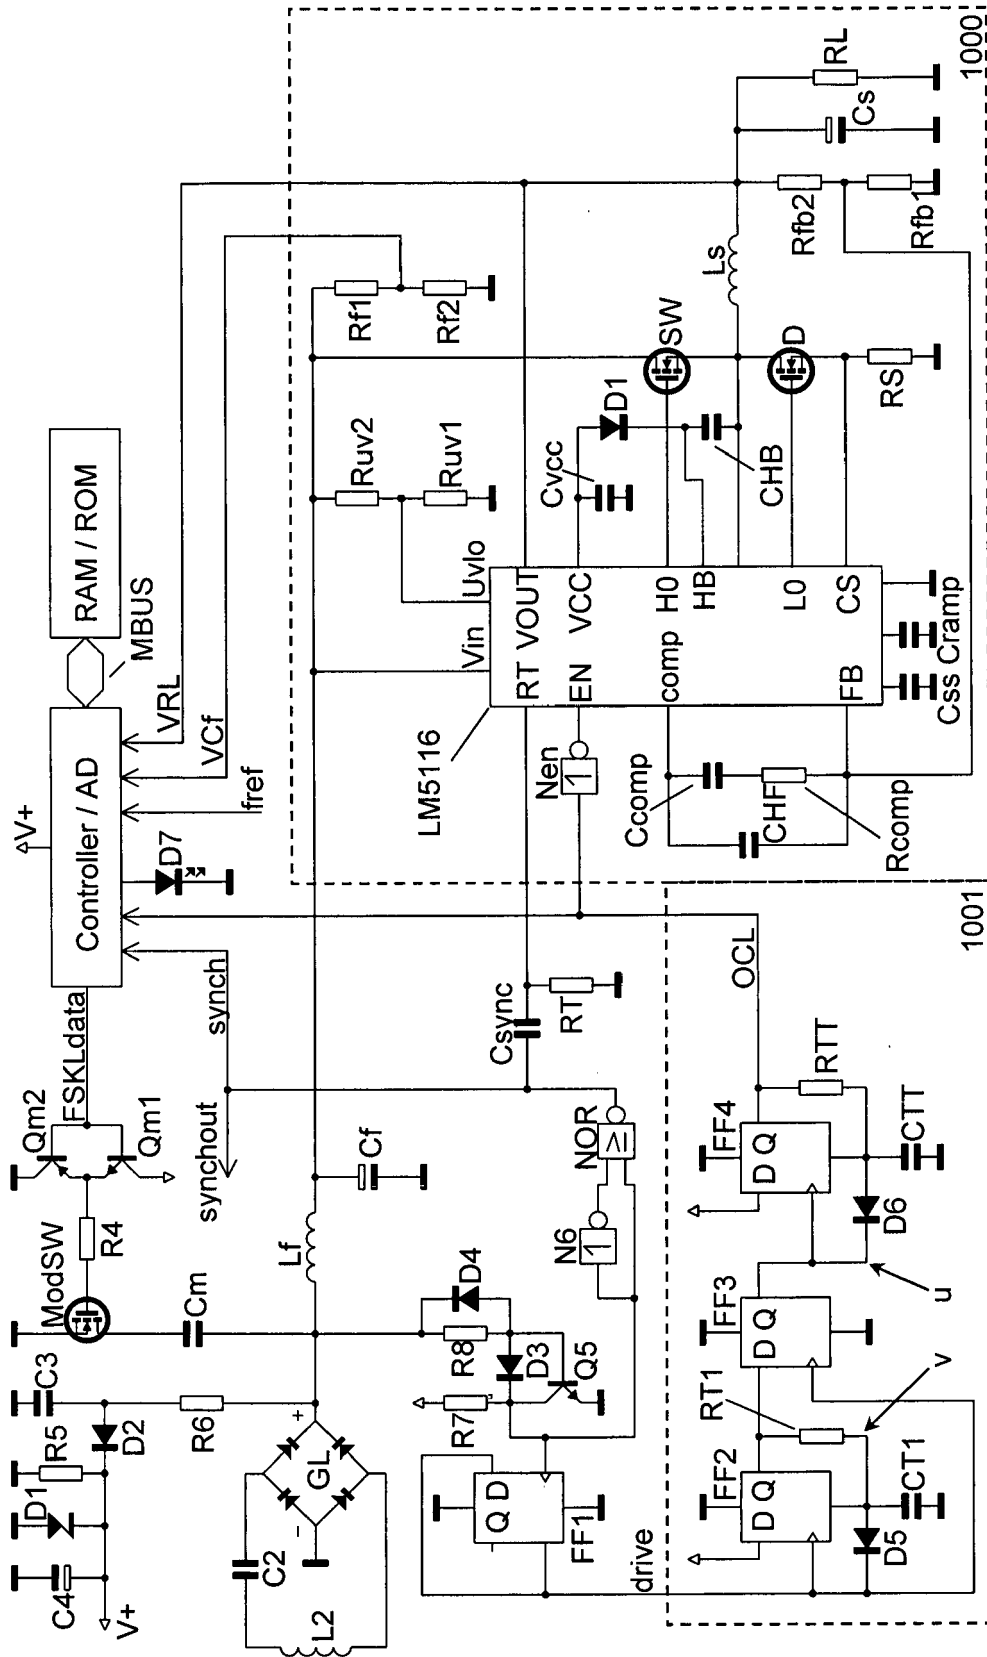 V+
C4
D1
R5
C3
D2
R6
L2
C2
GL
+
-
ModSW
Cm
R4
Qm2
Qm1
FSKLdata
synch
synchout
V+
Controller / AD
RAM / ROM
MBUS
D7
fref
VCf
VRL
Lf
Cf
R8
D4
R7
D3
Q5
Q D
FF1
drive
N6
1
NOR
≥
Csync
RT
LM5116
Vin
Uvlo
RT VOUT
EN VCC
comp H0
HB
L0
FB CS
Nen
1
Ccomp
CHF
Rcomp
Css
Cramp
Ruv2
Ruv1
Cvcc
D1
CHB
Rf1
Rf2
SW
D
RS
Ls
Rfb2
Rfb1
Cs
RL
1000
FF2
D Q
D5
RT1
CT1
v
FF3
D Q
u
FF4
D Q
D6
RTT
CTT
OCL
1001